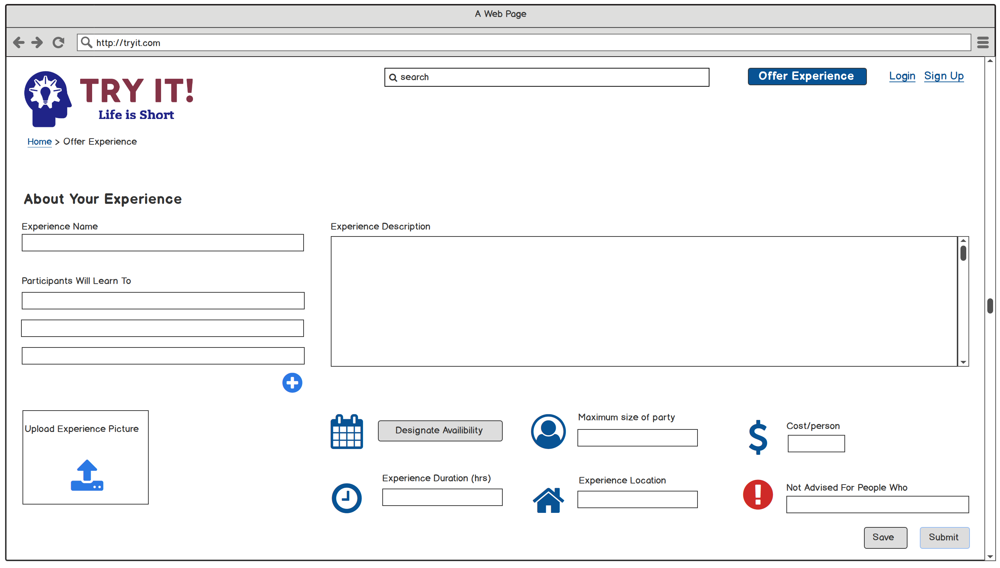 A Web Page
http://tryit.com
TRY IT!
Life is Short
search
Offer Experience
Login Sign Up
Home > Offer Experience
About Your Experience
Experience Name
Experience Description
Participants Will Learn To
Upload Experience Picture
Designate Availibility
Maximum size of party
Cost/person
Experience Duration (hrs)
Experience Location
Not Advised For People Who
Save
Submit